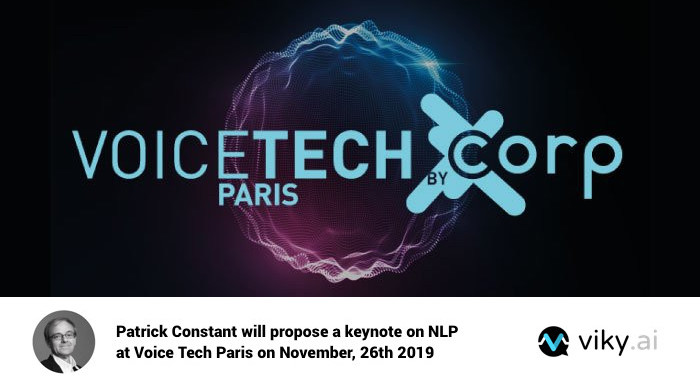 VOICETECH
PARIS
BY
Xcorp
Patrick Constant will propose a keynote on NLP
at Voice Tech Paris on November, 26th 2019
viky.ai